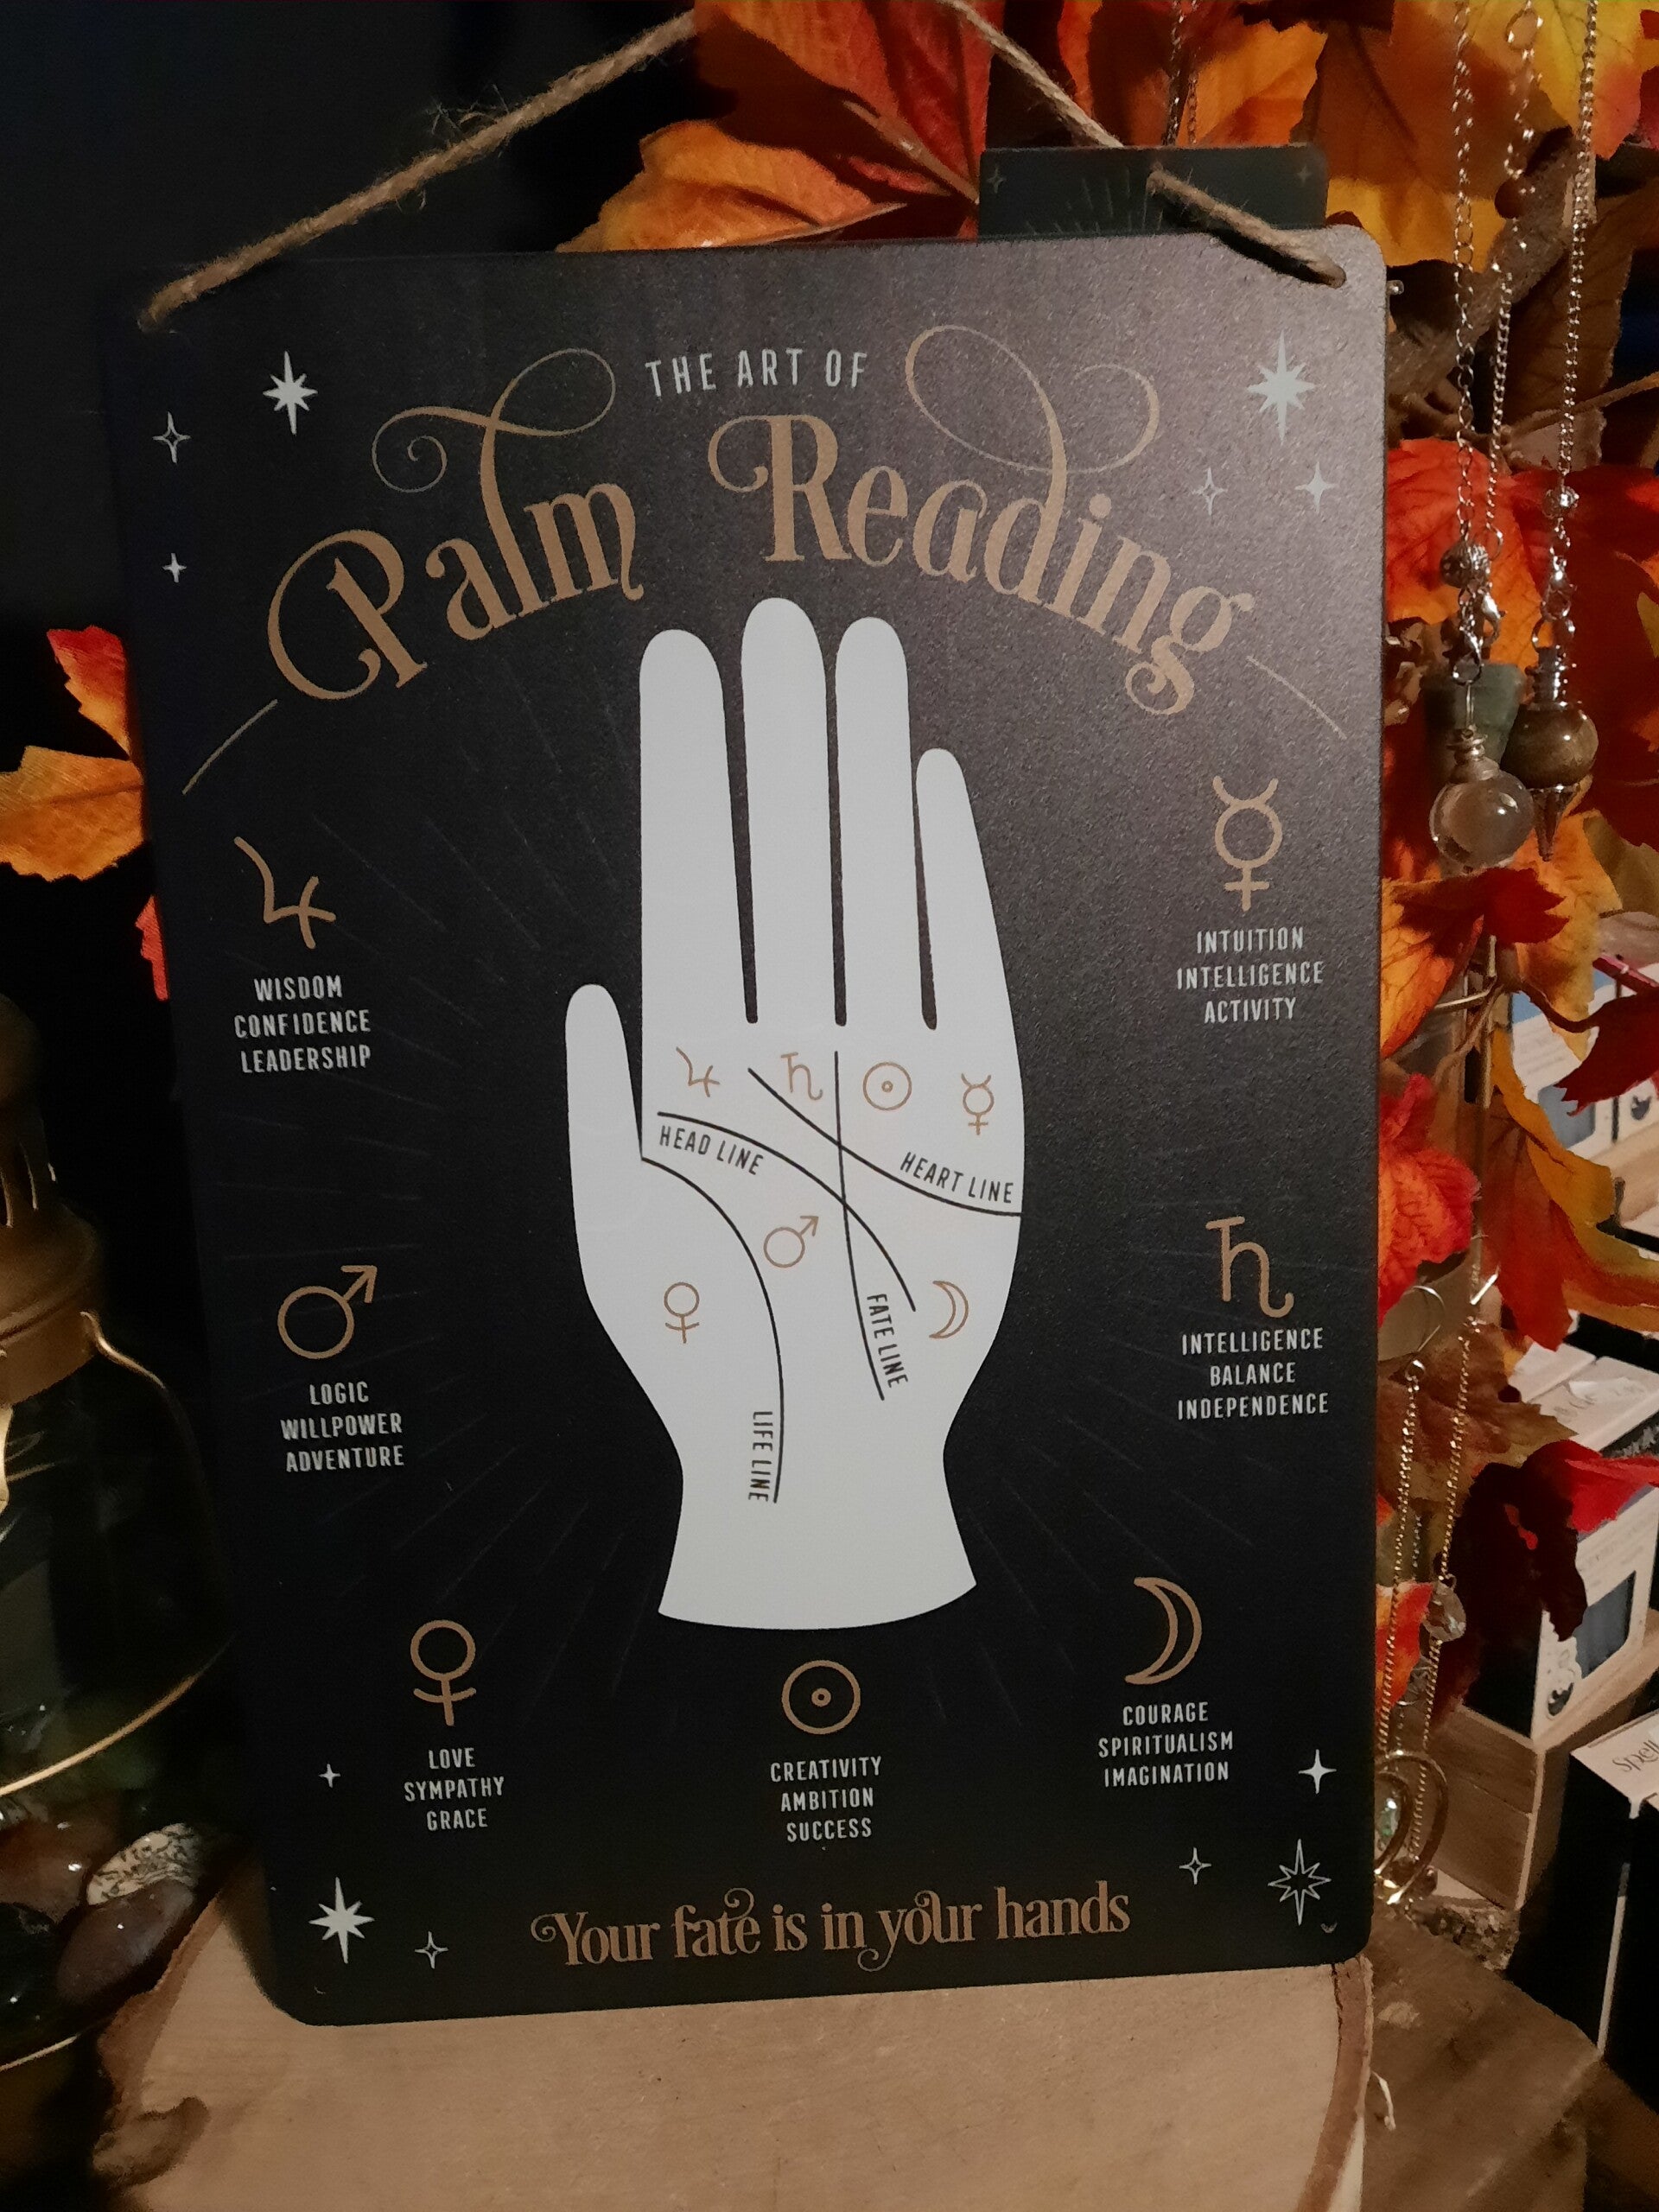 THE ART OF
Palm Reading
WISDOM
CONFIDENCE
LEADERSHIP
INTUITION
INTELLIGENCE
ACTIVITY
HEAD LINE
HEART LINE
FATE LINE
LIFE LINE
LOGIC
WILLPOWER
ADVENTURE
INTELLIGENCE
BALANCE
INDEPENDENCE
LOVE
SYMPATHY
GRACE
CREATIVITY
AMBITION
SUCCESS
COURAGE
SPIRITUALISM
IMAGINATION
Your fate is in your hands